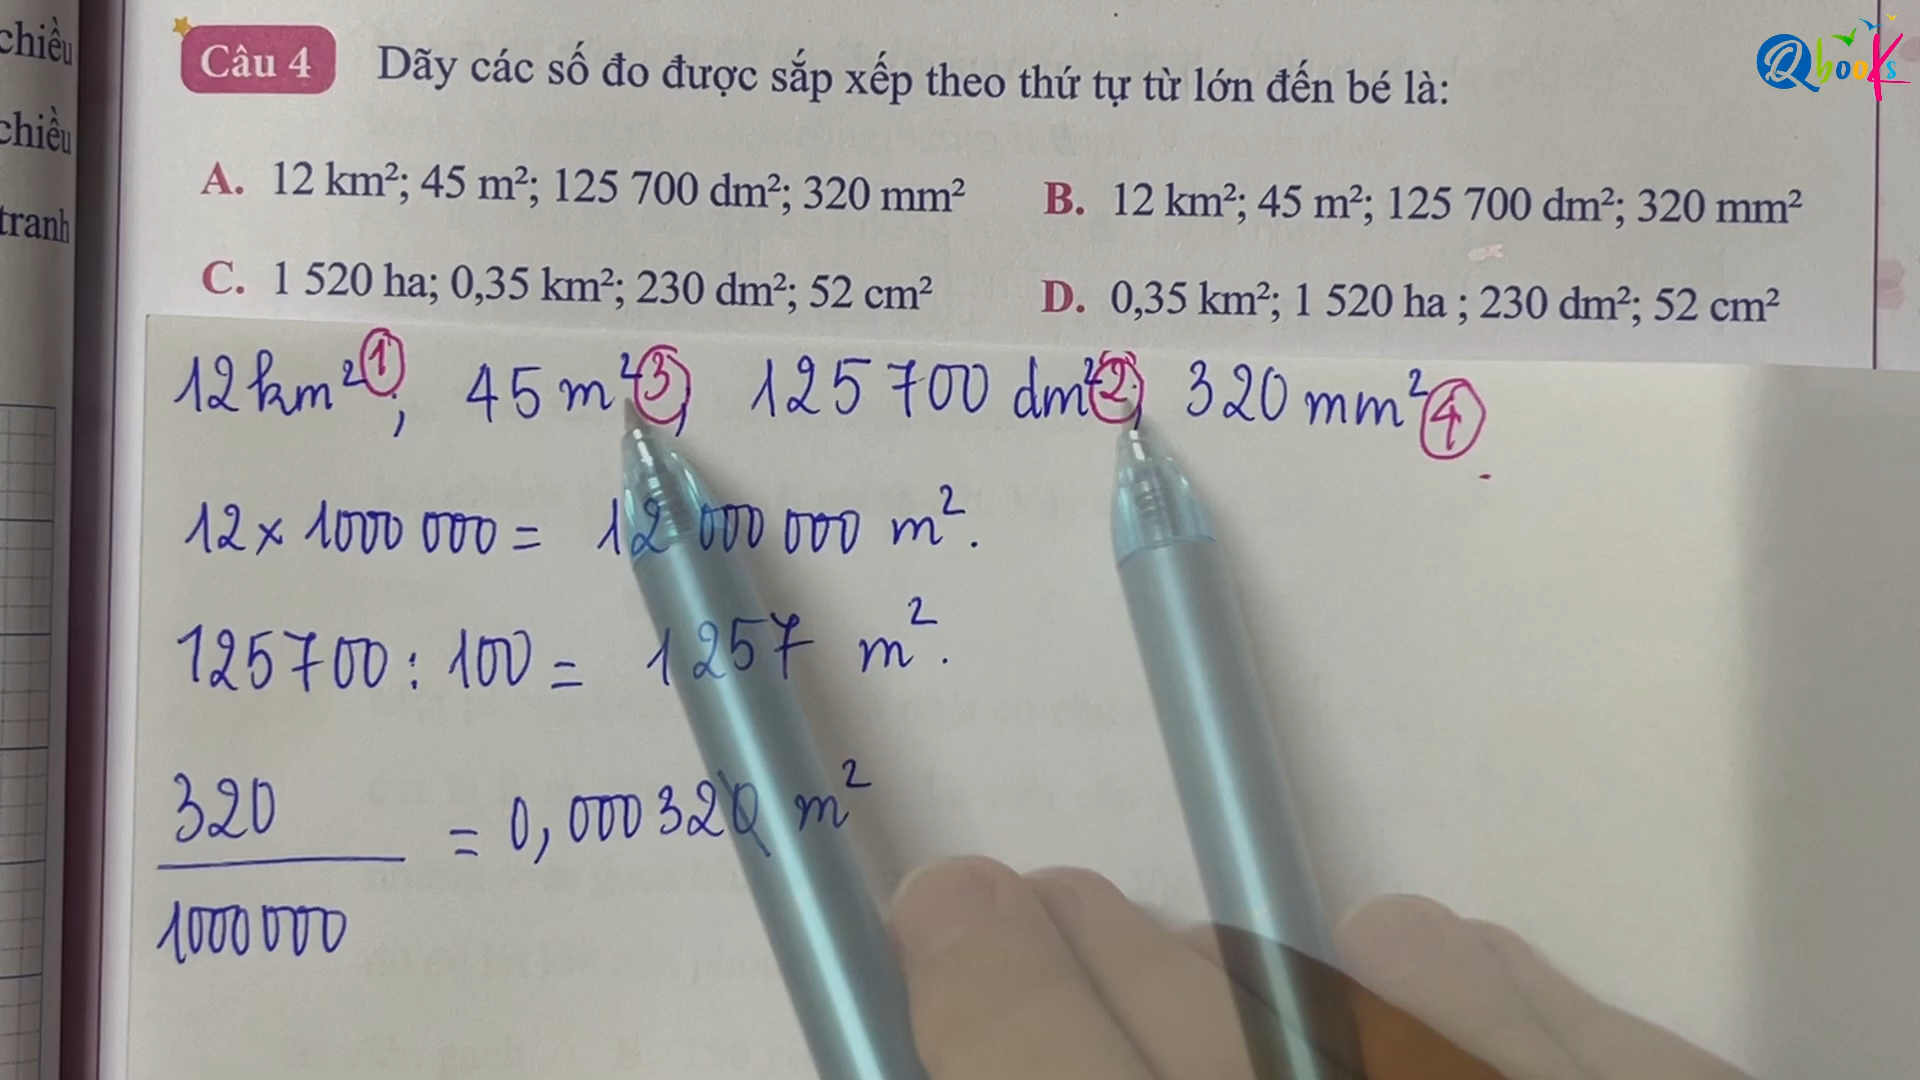 chiều
chiều
tranh
Câu 4 Dãy các số đo được sắp xếp theo thứ tự từ lớn đến bé là:
A. 12 km²; 45 m²; 125 700 dm²; 320 mm²
B. 12 km²; 45 m²; 125 700 dm²; 320 mm²
C. 1 520 ha; 0,35 km²; 230 dm²; 52 cm²
D. 0,35 km²; 1 520 ha ; 230 dm²; 52 cm²
12km² ①; 45 m² ③; 125 700 dm² ②; 320 mm² ④.
12 x 1000 000 = 12 000 000 m².
125700 : 100 = 1257 m².
320
= 0,000320 m²
1000 000
Qbooks